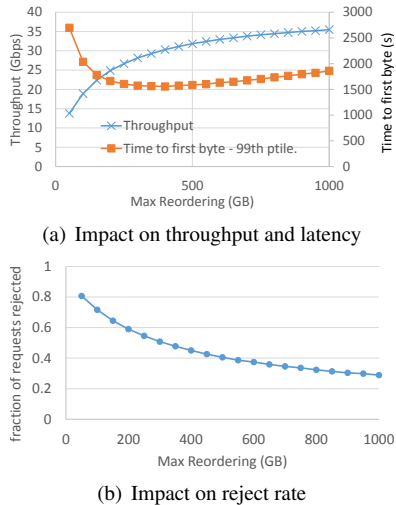 40
35
30
25
20
15
10
5
0
Throughput (Gbps)
3000
2500
2000
1500
1000
500
0
Time to first byte (s)
Throughput
Time to first byte - 99th ptile.
0 500 1000
Max Reordering (GB)
(a) Impact on throughput and latency
1
0.8
0.6
0.4
0.2
0
fraction of requests rejected
0 200 400 600 800 1000
Max Reordering (GB)
(b) Impact on reject rate